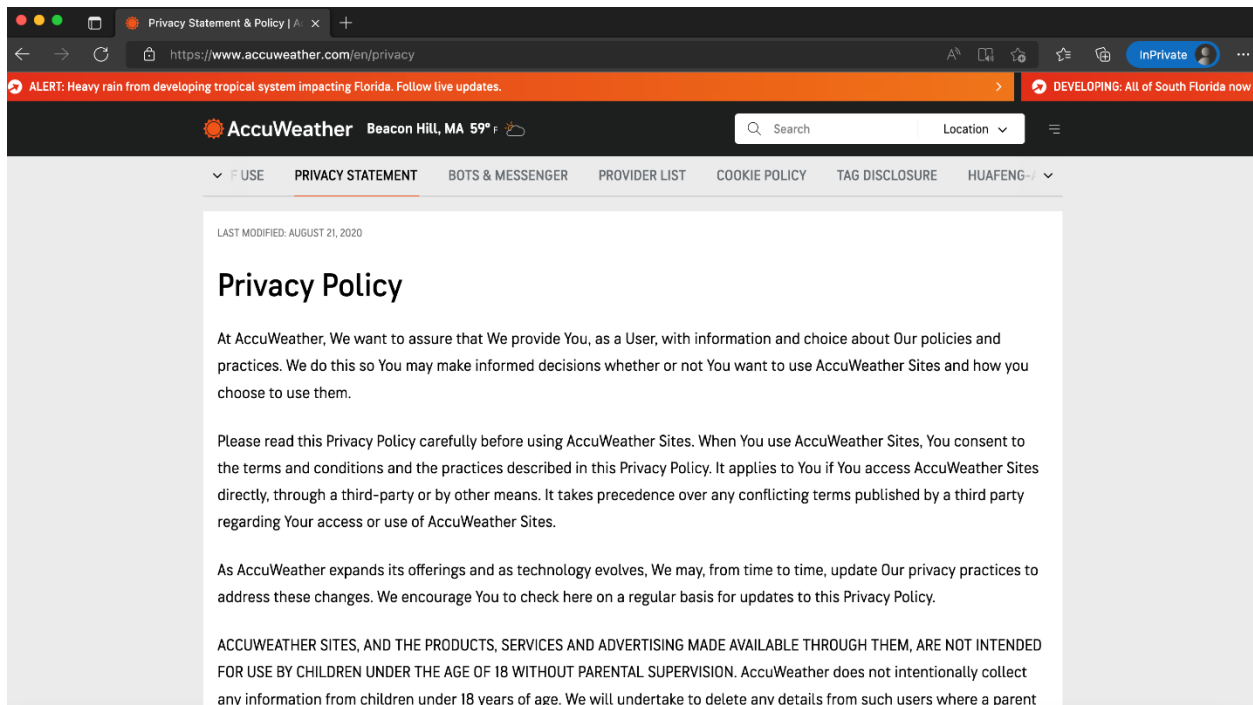 Privacy Statement & Policy | Ac
https://www.accuweather.com/en/privacy
InPrivate
ALERT: Heavy rain from developing tropical system impacting Florida. Follow live updates.
DEVELOPING: All of South Florida now
AccuWeather Beacon Hill, MA 59° F
Search
Location
F USE
PRIVACY STATEMENT
BOTS & MESSENGER
PROVIDER LIST
COOKIE POLICY
TAG DISCLOSURE
HUAFENG-A
LAST MODIFIED: AUGUST 21, 2020
Privacy Policy
At AccuWeather, We want to assure that We provide You, as a User, with information and choice about Our policies and
practices. We do this so You may make informed decisions whether or not You want to use AccuWeather Sites and how you
choose to use them.
Please read this Privacy Policy carefully before using AccuWeather Sites. When You use AccuWeather Sites, You consent to
the terms and conditions and the practices described in this Privacy Policy. It applies to You if You access AccuWeather Sites
directly, through a third-party or by other means. It takes precedence over any conflicting terms published by a third party
regarding Your access or use of AccuWeather Sites.
As AccuWeather expands its offerings and as technology evolves, We may, from time to time, update Our privacy practices to
address these changes. We encourage You to check here on a regular basis for updates to this Privacy Policy.
ACCUWEATHER SITES, AND THE PRODUCTS, SERVICES AND ADVERTISING MADE AVAILABLE THROUGH THEM, ARE NOT INTENDED
FOR USE BY CHILDREN UNDER THE AGE OF 18 WITHOUT PARENTAL SUPERVISION. AccuWeather does not intentionally collect
any information from children under 18 years of age. We will undertake to delete any details from such users where a parent